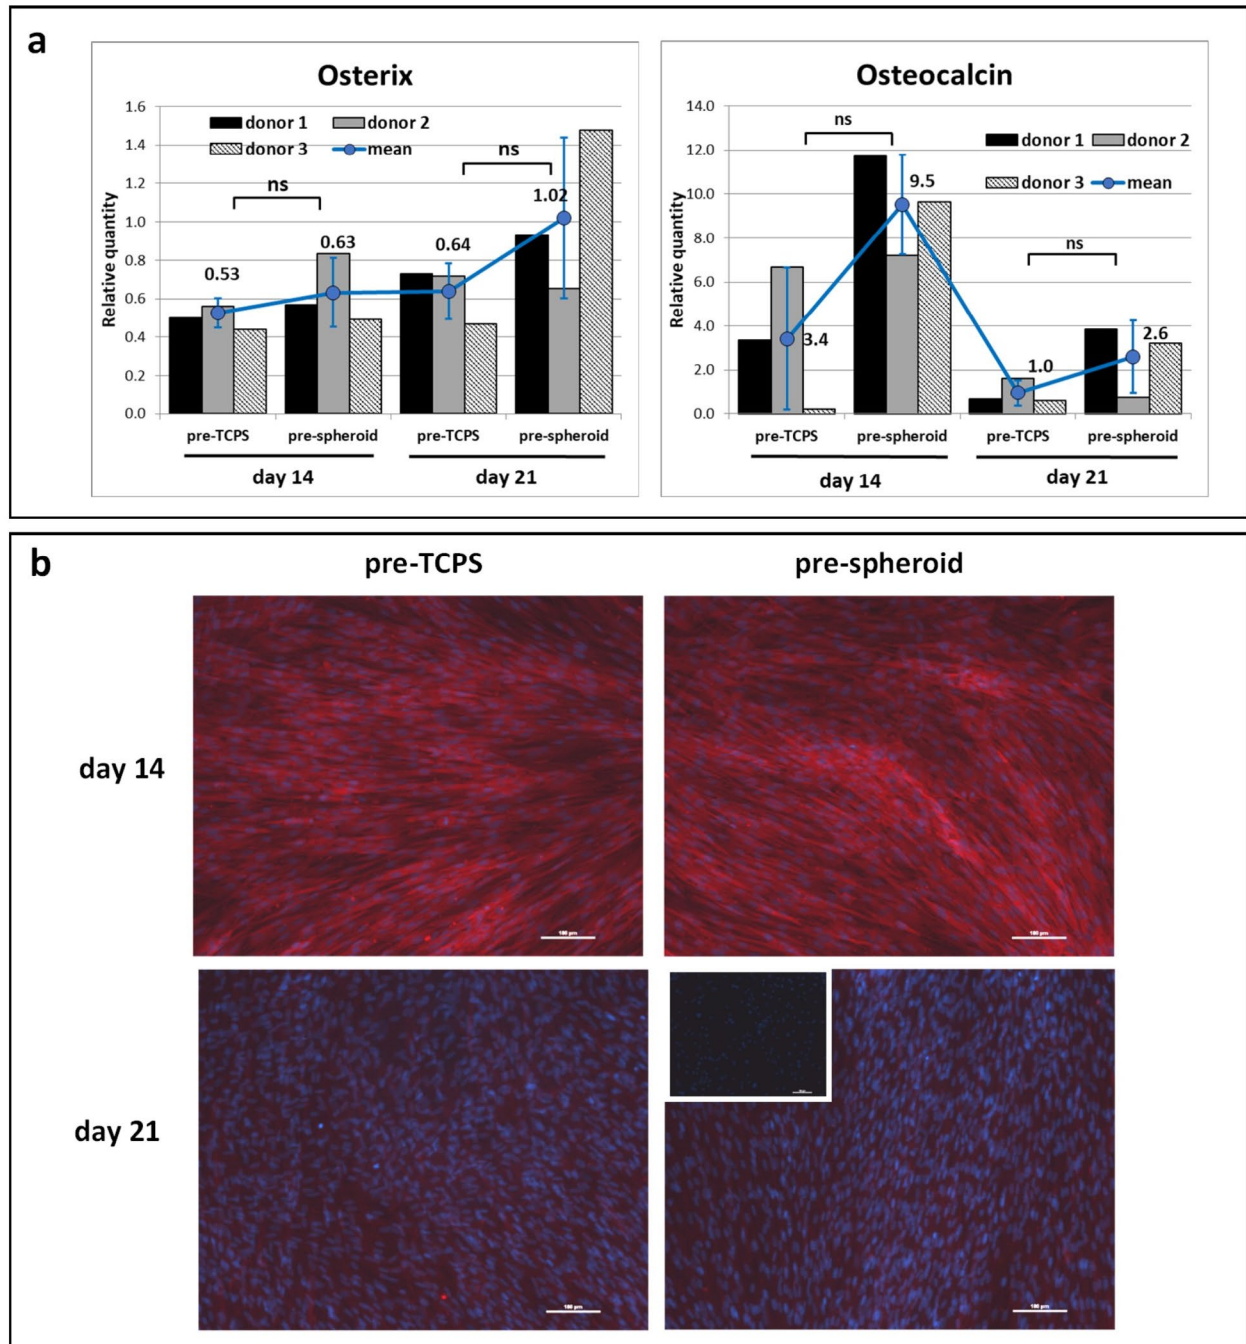 a
Osterix
1.6
1.4
1.2
1.0
0.8
0.6
0.4
0.2
0.0
Relative quantity
donor 1 donor 2
donor 3 mean
ns
ns
0.53
0.63
0.64
1.02
pre-TCPS pre-spheroid pre-TCPS pre-spheroid
day 14 day 21
Osteocalcin
14.0
12.0
10.0
8.0
6.0
4.0
2.0
0.0
Relative quantity
donor 1 donor 2
donor 3 mean
ns
ns
3.4
9.5
1.0
2.6
pre-TCPS pre-spheroid pre-TCPS pre-spheroid
day 14 day 21
b
pre-TCPS pre-spheroid
day 14
day 21